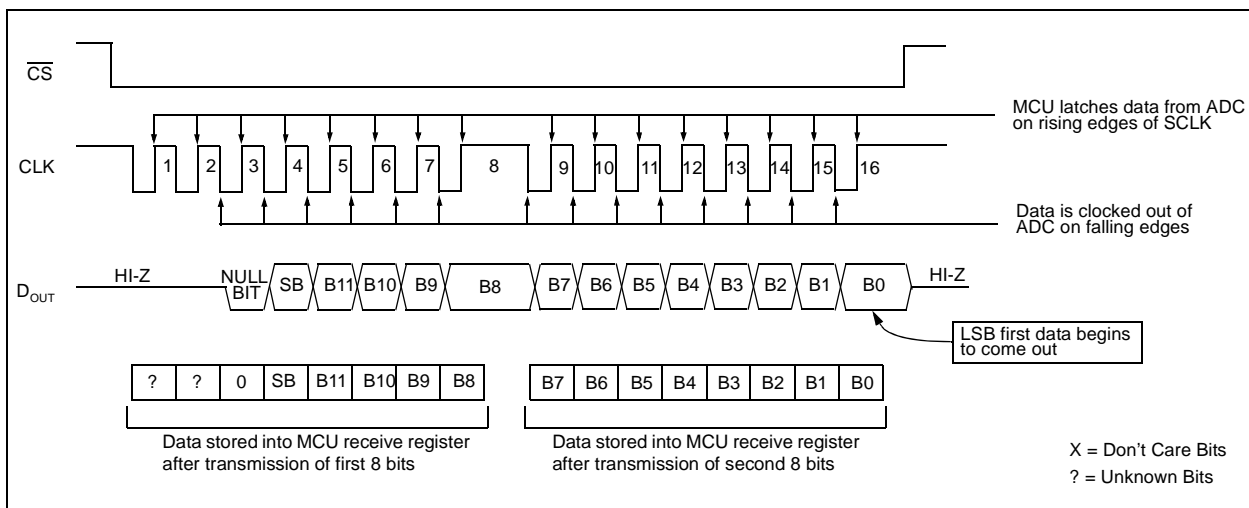 CS
MCU latches data from ADC
on rising edges of SCLK
CLK
1 2 3 4 5 6 7 8 9 10 11 12 13 14 15 16
Data is clocked out of
ADC on falling edges
DOUT
HI-Z
NULL
BIT
SB B11 B10 B9 B8 B7 B6 B5 B4 B3 B2 B1 B0
HI-Z
LSB first data begins
to come out
? ? 0 SB B11 B10 B9 B8
B7 B6 B5 B4 B3 B2 B1 B0
Data stored into MCU receive register
after transmission of first 8 bits
Data stored into MCU receive register
after transmission of second 8 bits
X = Don't Care Bits
? = Unknown Bits